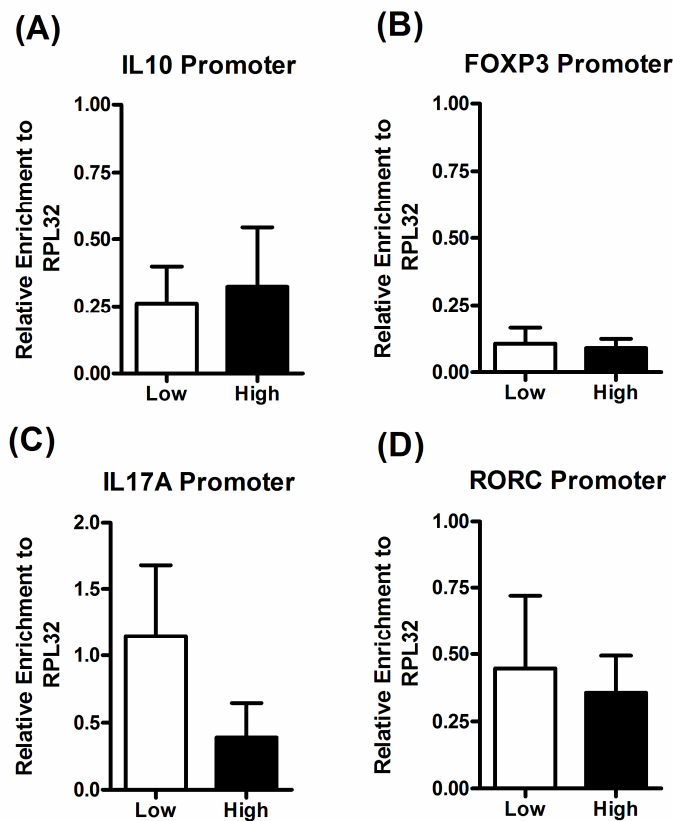 (A)
IL10 Promoter
Relative Enrichment to
RPL32
1.00
0.75
0.50
0.25
0.00
Low High
(B)
FOXP3 Promoter
Relative Enrichment to
RPL32
1.00
0.75
0.50
0.25
0.00
Low High
(C)
IL17A Promoter
Relative Enrichment to
RPL32
2.0
1.5
1.0
0.5
0.0
Low High
(D)
RORC Promoter
Relative Enrichment to
RPL32
1.00
0.75
0.50
0.25
0.00
Low High